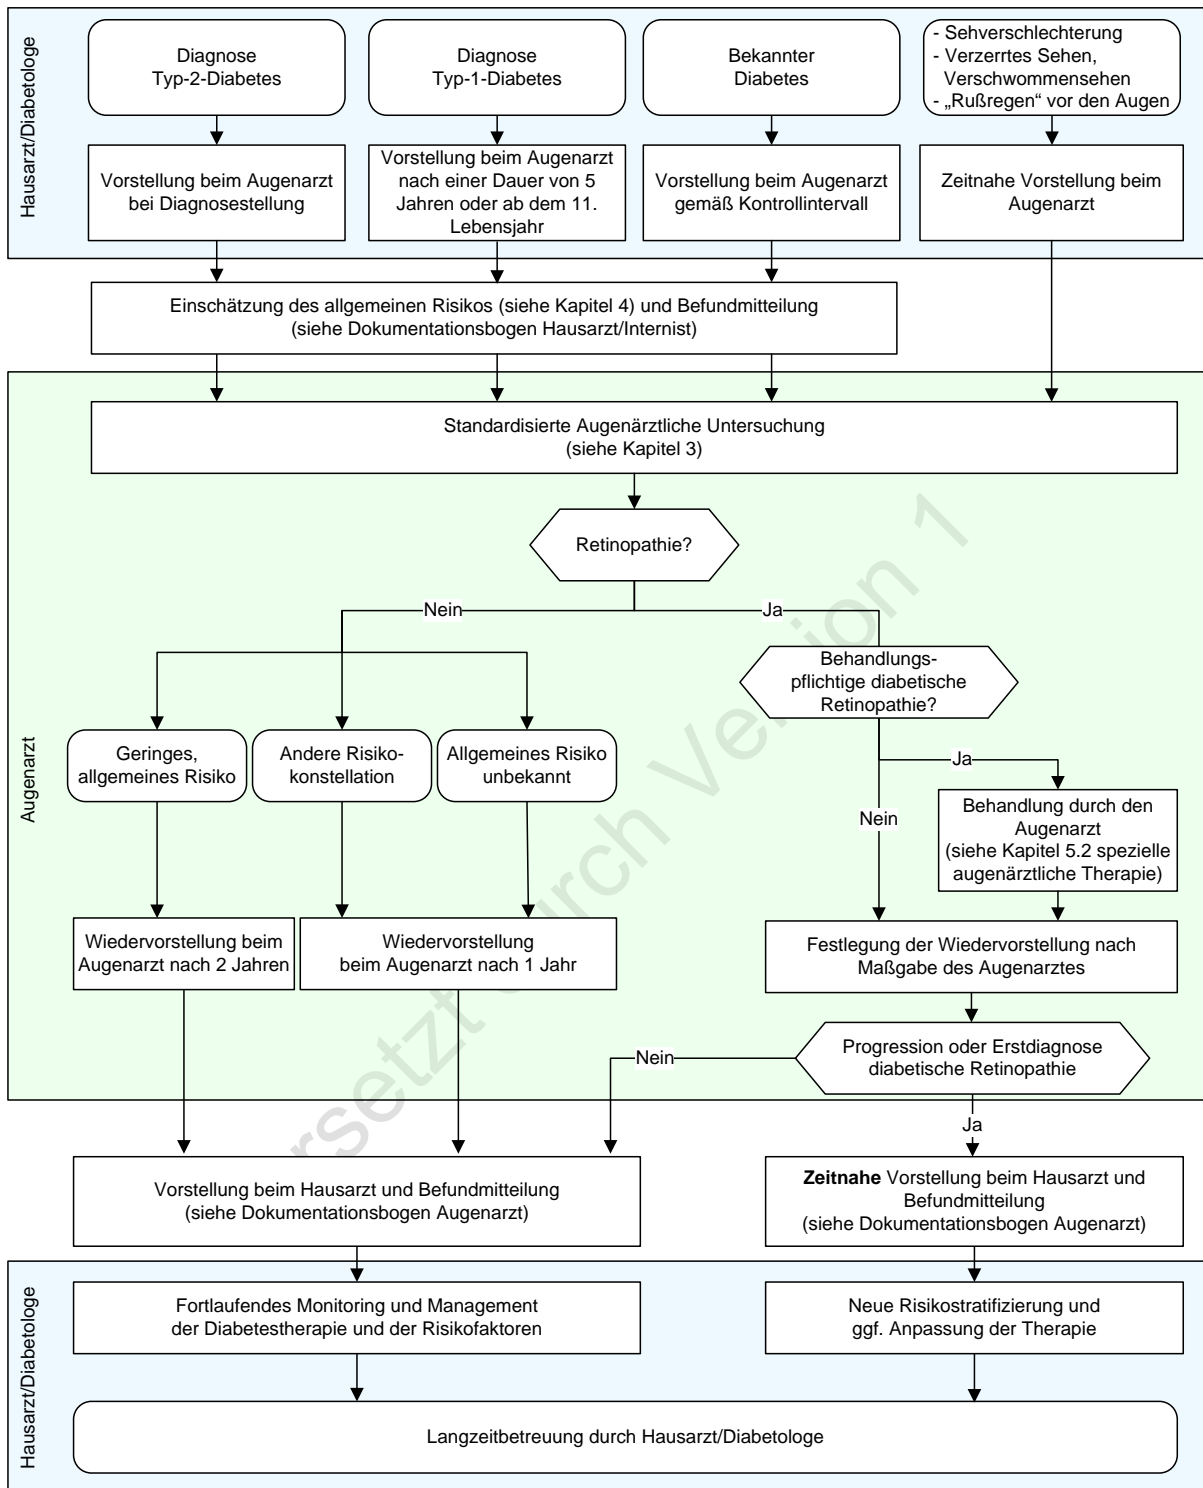 Hausarzt/Diabetologe
Diagnose
Typ-2-Diabetes
Diagnose
Typ-1-Diabetes
Bekannter
Diabetes
- Sehverschlechterung
- Verzerrtes Sehen,
Verschwommensehen
- „Rußregen“ vor den Augen
Vorstellung beim Augenarzt
bei Diagnosestellung
Vorstellung beim Augenarzt
nach einer Dauer von 5
Jahren oder ab dem 11.
Lebensjahr
Vorstellung beim Augenarzt
gemäß Kontrollintervall
Zeitnahe Vorstellung beim
Augenarzt
Einschätzung des allgemeinen Risikos (siehe Kapitel 4) und Befundmitteilung
(siehe Dokumentationsbogen Hausarzt/Internist)
Augenarzt
Standardisierte Augenärztliche Untersuchung
(siehe Kapitel 3)
Retinopathie?
Nein
Ja
Behandlungs-
pflichtige diabetische
Retinopathie?
Geringes,
allgemeines Risiko
Andere Risiko-
konstellation
Allgemeines Risiko
unbekannt
Ja
Nein
Behandlung durch den
Augenarzt
(siehe Kapitel 5.2 spezielle
augenärztliche Therapie)
Wiedervorstellung beim
Augenarzt nach 2 Jahren
Wiedervorstellung
beim Augenarzt nach 1 Jahr
Festlegung der Wiedervorstellung nach
Maßgabe des Augenarztes
Progression oder Erstdiagnose
diabetische Retinopathie
Nein
Ja
Vorstellung beim Hausarzt und Befundmitteilung
(siehe Dokumentationsbogen Augenarzt)
Zeitnahe Vorstellung beim Hausarzt und
Befundmitteilung
(siehe Dokumentationsbogen Augenarzt)
Hausarzt/Diabetologe
Fortlaufendes Monitoring und Management
der Diabetestherapie und der Risikofaktoren
Neue Risikostratifizierung und
ggf. Anpassung der Therapie
Langzeitbetreuung durch Hausarzt/Diabetologe